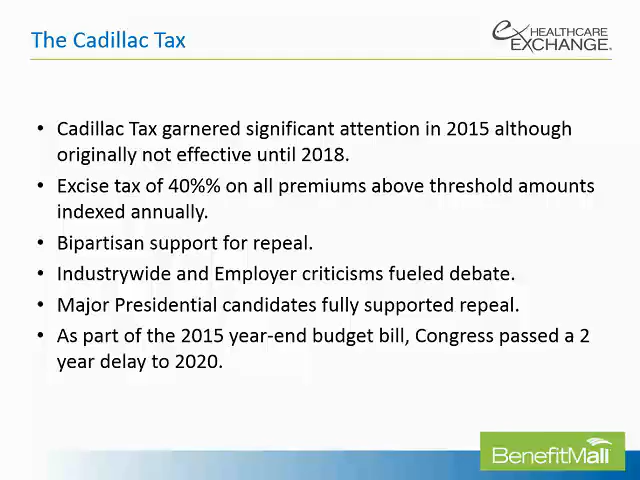 The Cadillac Tax
ex HEALTHCARE
EXCHANGE.
• Cadillac Tax garnered significant attention in 2015 although
originally not effective until 2018.
• Excise tax of 40%% on all premiums above threshold amounts
indexed annually.
• Bipartisan support for repeal.
• Industrywide and Employer criticisms fueled debate.
• Major Presidential candidates fully supported repeal.
• As part of the 2015 year-end budget bill, Congress passed a 2
year delay to 2020.
BenefitMall